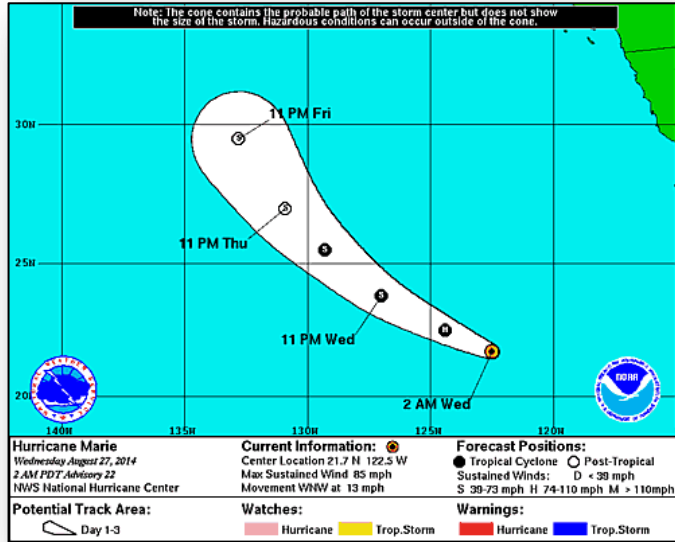 Note: The cone contains the probable path of the storm center but does not show
the size of the storm. Hazardous conditions can occur outside of the cone.
30N
11 PM Fri
11 PM Thu
25N
S
S
S
S
H
11 PM Wed
2 AM Wed
20N
NOAA
140W 135W 130W 125W 120W
Hurricane Marie
Wednesday August 27, 2014
2 AM PDT Advisory 22
NWS National Hurricane Center
Current Information:
Center Location 21.7 N 122.5 W
Max Sustained Wind 85 mph
Movement WNW at 13 mph
Forecast Positions:
Tropical Cyclone Post-Tropical
Sustained Winds: D < 39 mph
S 39-73 mph H 74-110 mph M > 110mph
Potential Track Area:
Day 1-3
Watches:
Hurricane Trop.Storm
Warnings:
Hurricane Trop.Storm